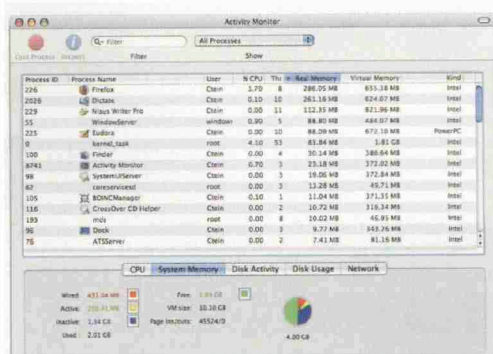 Activity Monitor
Filter
All Processes
Quit Process Inspect Filter Show
Process ID Process Name User % CPU Real Memory Virtual Memory Kind
226 Firefox Ctein 1.70 8 286.05 MB 655.38 MB Intel
2026 Dictate Ctein 0.10 10 261.16 MB 624.07 MB Intel
229 Nisus Writer Pro Ctein 0.00 11 112.35 MB 821.96 MB Intel
55 WindowServer windows 0.90 5 88.80 MB 484.07 MB Intel
225 Eudora Ctein 0.00 10 88.09 MB 672.10 MB PowerPC
0 kernel_task root 4.10 53 85.84 MB 1.81 GB Intel
100 Finder Ctein 0.00 4 30.14 MB 380.64 MB Intel
8741 Activity Monitor Ctein 0.70 3 23.18 MB 372.02 MB Intel
98 SystemUIServer Ctein 0.00 3 19.06 MB 372.84 MB Intel
62 coreservicesd root 0.00 3 13.28 MB 45.71 MB Intel
105 BOINCManager Ctein 0.10 1 11.04 MB 371.35 MB Intel
116 CrossOver CD Helper Ctein 0.00 2 10.72 MB 319.34 MB Intel
193 mds root 0.00 8 10.02 MB 46.95 MB Intel
96 Dock Ctein 0.00 3 9.77 MB 343.26 MB Intel
76 ATSServer Ctein 0.00 2 7.41 MB 81.16 MB Intel
CPU System Memory Disk Activity Disk Usage Network
Wired: Free:
Active: VM size: 10.10 GB
Inactive: 1.34 GB Page ins/outs: 45524/0
Used: 2.01 GB
4.00 GB